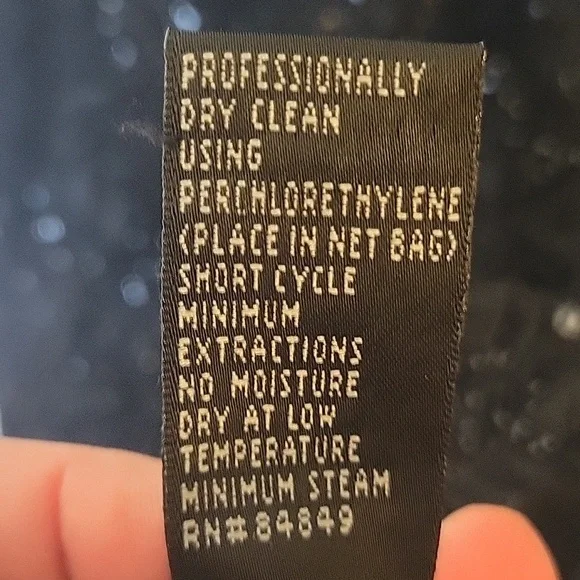 PROFESSIONALLY
DRY CLEAN
USING
PERCHLORETHYLENE
(PLACE IN NET BAG)
SHORT CYCLE
MINIMUM
EXTRACTIONS
NO MOISTURE
DRY AT LOW
TEMPERATURE
MINIMUM STEAM
RN#84849